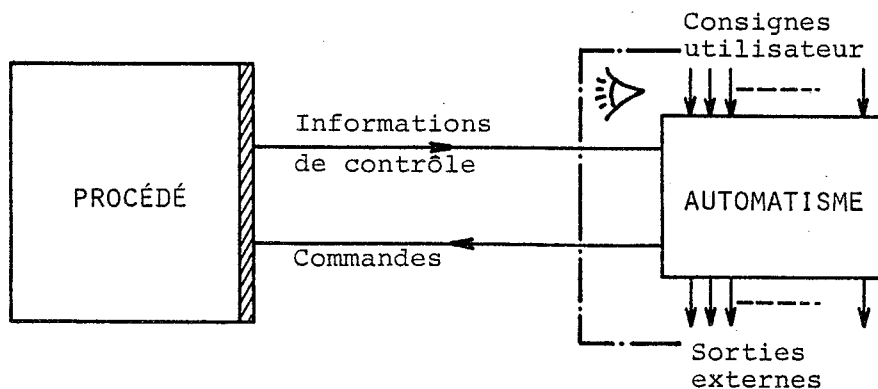 Consignes
utilisateur
Informations
de contrôle
PROCÉDÉ
AUTOMATISME
Commandes
Sorties
externes